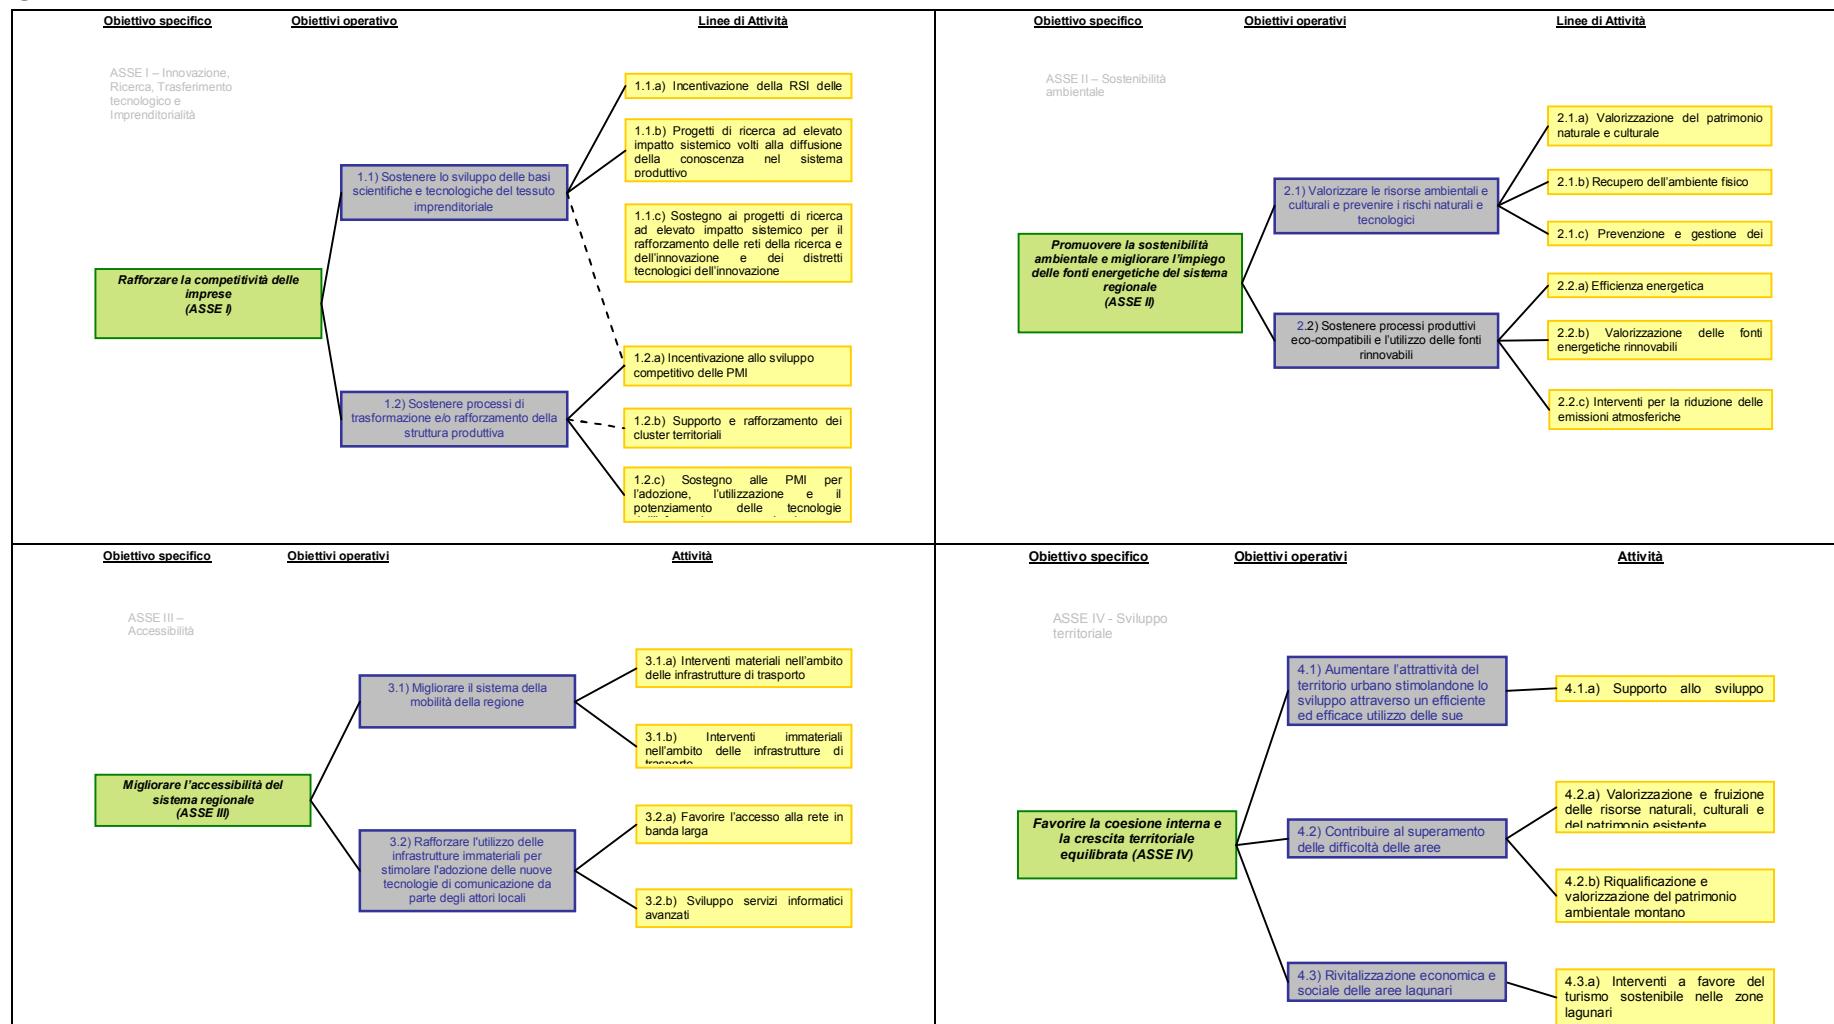 Obiettivo specifico
Obiettivi operativo
Linee di Attività
ASSE I – Innovazione,
Ricerca, Trasferimento
tecnologico e
Imprenditorialità
Rafforzare la competitività delle
imprese
(ASSE I)
1.1) Sostenere lo sviluppo delle basi
scientifiche e tecnologiche del tessuto
imprenditoriale
1.2) Sostenere processi di
trasformazione e/o rafforzamento della
struttura produttiva
1.1.a) Incentivazione della RSI delle
1.1.b) Progetti di ricerca ad elevato
impatto sistemico volti alla diffusione
della conoscenza nel sistema
produttivo
1.1.c) Sostegno ai progetti di ricerca
ad elevato impatto sistemico per il
rafforzamento delle reti della ricerca e
dell'innovazione e dei distretti
tecnologici dell'innovazione
1.2.a) Incentivazione allo sviluppo
competitivo delle PMI
1.2.b) Supporto e rafforzamento dei
cluster territoriali
1.2.c) Sostegno alle PMI per
l'adozione, l'utilizzazione e il
potenziamento delle tecnologie
Obiettivo specifico
Obiettivi operativi
Linee di Attività
ASSE II – Sostenibilità
ambientale
Promuovere la sostenibilità
ambientale e migliorare l'impiego
delle fonti energetiche del sistema
regionale
(ASSE II)
2.1) Valorizzare le risorse ambientali e
culturali e prevenire i rischi naturali e
tecnologici
2.2) Sostenere processi produttivi
eco-compatibili e l'utilizzo delle fonti
rinnovabili
2.1.a) Valorizzazione del patrimonio
naturale e culturale
2.1.b) Recupero dell'ambiente fisico
2.1.c) Prevenzione e gestione dei
2.2.a) Efficienza energetica
2.2.b) Valorizzazione delle fonti
energetiche rinnovabili
2.2.c) Interventi per la riduzione delle
emissioni atmosferiche
Obiettivo specifico
Obiettivi operativi
Attività
ASSE III –
Accessibilità
Migliorare l'accessibilità del
sistema regionale
(ASSE III)
3.1) Migliorare il sistema della
mobilità della regione
3.2) Rafforzare l'utilizzo delle
infrastrutture immateriali per
stimolare l'adozione delle nuove
tecnologie di comunicazione da
parte degli attori locali
3.1.a) Interventi materiali nell'ambito
delle infrastrutture di trasporto
3.1.b) Interventi immateriali
nell'ambito delle infrastrutture di
trasporto
3.2.a) Favorire l'accesso alla rete in
banda larga
3.2.b) Sviluppo servizi informatici
avanzati
Obiettivo specifico
Obiettivi operativi
Attività
ASSE IV - Sviluppo
territoriale
Favorire la coesione interna e
la crescita territoriale
equilibrata (ASSE IV)
4.1) Aumentare l'attrattività del
territorio urbano stimolandone lo
sviluppo attraverso un efficiente
ed efficace utilizzo delle sue
4.2) Contribuire al superamento
delle difficoltà delle aree
4.3) Rivitalizzazione economica e
sociale delle aree lagunari
4.1.a) Supporto allo sviluppo
4.2.a) Valorizzazione e fruizione
delle risorse naturali, culturali e
del patrimonio esistente
4.2.b) Riqualificazione e
valorizzazione del patrimonio
ambientale montano
4.3.a) Interventi a favore del
turismo sostenibile nelle zone
lagunari